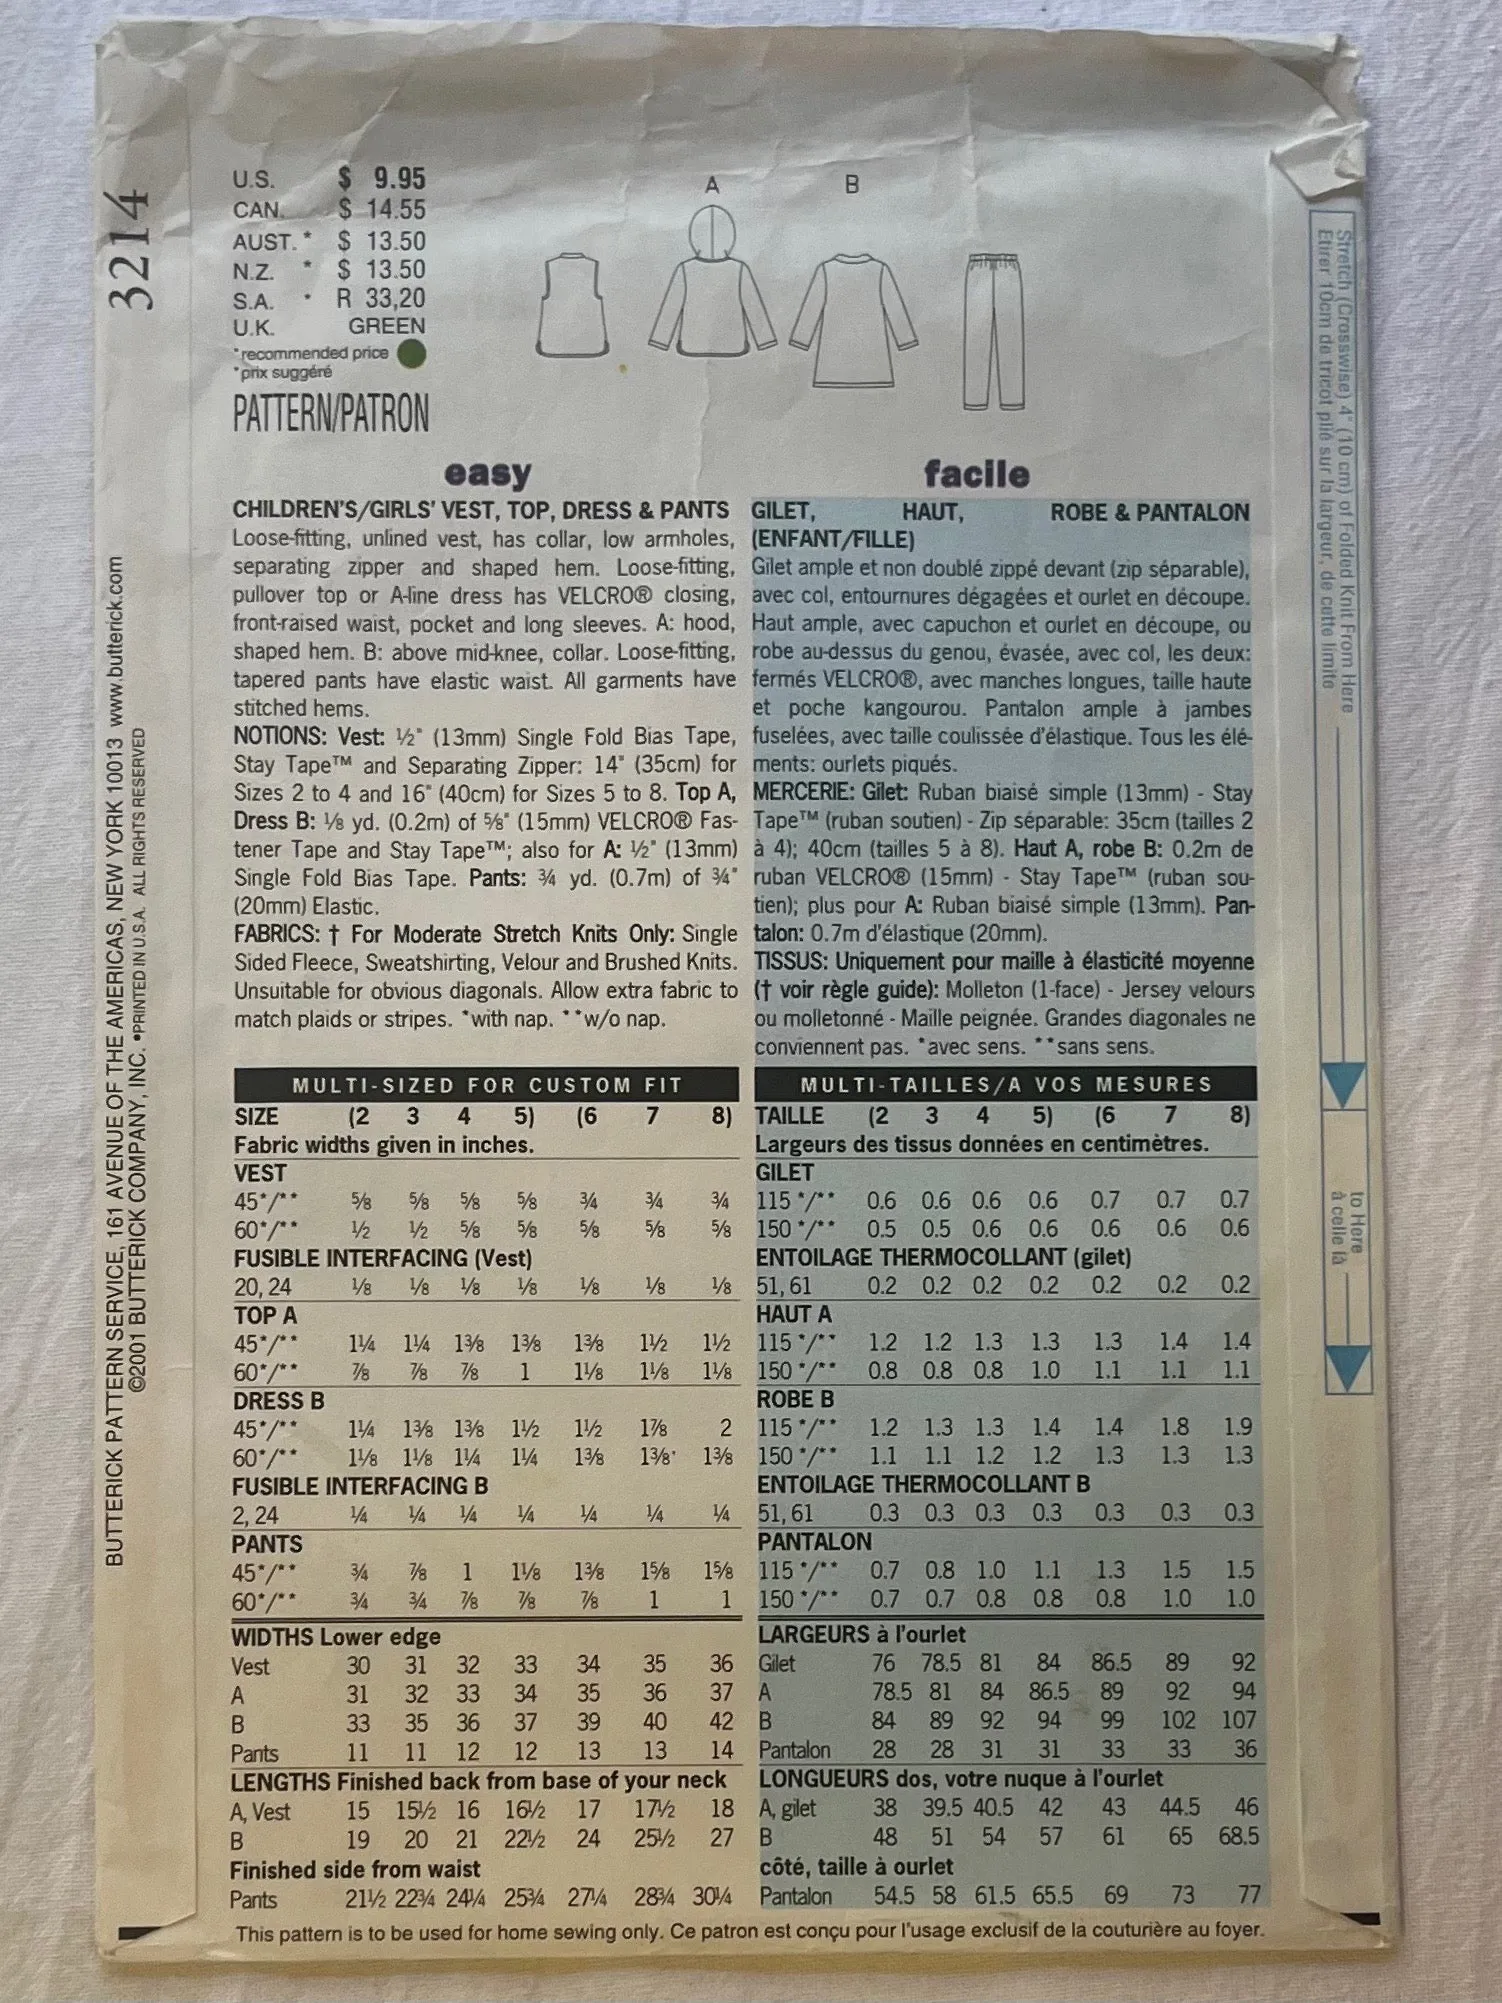 3214
BUTTERICK PATTERN SERVICE, 161 AVENUE OF THE AMERICAS, NEW YORK 10013 www.butterick.com
©2001 BUTTERICK COMPANY, INC. •PRINTED IN U.S.A. ALL RIGHTS RESERVED
U.S. $ 9.95
CAN. $ 14.55
AUST. * $ 13.50
N.Z. * $ 13.50
S.A. * R 33,20
U.K. GREEN
*recommended price
*prix suggéré
PATTERN/PATRON
A B
easy
CHILDREN'S/GIRLS' VEST, TOP, DRESS & PANTS
Loose-fitting, unlined vest, has collar, low armholes,
separating zipper and shaped hem. Loose-fitting,
pullover top or A-line dress has VELCRO® closing,
front-raised waist, pocket and long sleeves. A: hood,
shaped hem. B: above mid-knee, collar. Loose-fitting,
tapered pants have elastic waist. All garments have
stitched hems.
NOTIONS: Vest: ½" (13mm) Single Fold Bias Tape,
Stay Tape™ and Separating Zipper: 14" (35cm) for
Sizes 2 to 4 and 16" (40cm) for Sizes 5 to 8. Top A,
Dress B: ⅛ yd. (0.2m) of ⅝" (15mm) VELCRO® Fas-
tener Tape and Stay Tape™; also for A: ½" (13mm)
Single Fold Bias Tape. Pants: ¾ yd. (0.7m) of ¾"
(20mm) Elastic.
FABRICS: † For Moderate Stretch Knits Only: Single
Sided Fleece, Sweatshirting, Velour and Brushed Knits.
Unsuitable for obvious diagonals. Allow extra fabric to
match plaids or stripes. *with nap. **w/o nap.
MULTI-SIZED FOR CUSTOM FIT
SIZE (2 3 4 5) (6 7 8)
Fabric widths given in inches.
VEST
45*/** ⅝ ⅝ ⅝ ⅝ ¾ ¾ ¾
60*/** ½ ½ ⅝ ⅝ ⅝ ⅝ ⅝
FUSIBLE INTERFACING (Vest)
20, 24 ⅛ ⅛ ⅛ ⅛ ⅛ ⅛ ⅛
TOP A
45*/** 1¼ 1¼ 1⅜ 1⅜ 1⅜ 1½ 1½
60*/** ⅞ ⅞ ⅞ 1 1⅛ 1⅛ 1⅛
DRESS B
45*/** 1¼ 1⅜ 1⅜ 1½ 1½ 1⅞ 2
60*/** 1⅛ 1⅛ 1¼ 1¼ 1⅜ 1⅜ 1⅜
FUSIBLE INTERFACING B
2, 24 ¼ ¼ ¼ ¼ ¼ ¼ ¼
PANTS
45*/** ¾ ⅞ 1 1⅛ 1⅜ 1⅝ 1⅝
60*/** ¾ ¾ ⅞ ⅞ ⅞ 1 1
WIDTHS Lower edge
Vest 30 31 32 33 34 35 36
A 31 32 33 34 35 36 37
B 33 35 36 37 39 40 42
Pants 11 11 12 12 13 13 14
LENGTHS Finished back from base of your neck
A, Vest 15 15½ 16 16½ 17 17½ 18
B 19 20 21 22½ 24 25½ 27
Finished side from waist
Pants 21½ 22¾ 24¼ 25¾ 27¼ 28¾ 30¼
facile
GILET, HAUT, ROBE & PANTALON
(ENFANT/FILLE)
Gilet ample et non doublé zippé devant (zip séparable),
avec col, entournures dégagées et ourlet en découpe.
Haut ample, avec capuchon et ourlet en découpe, ou
robe au-dessus du genou, évasée, avec col, les deux:
fermés VELCRO®, avec manches longues, taille haute
et poche kangourou. Pantalon ample à jambes
fuselées, avec taille coulissée d'élastique. Tous les élé-
ments: ourlets piqués.
MERCERIE: Gilet: Ruban biaisé simple (13mm) - Stay
Tape™ (ruban soutien) - Zip séparable: 35cm (tailles 2
à 4); 40cm (tailles 5 à 8). Haut A, robe B: 0.2m de
ruban VELCRO® (15mm) - Stay Tape™ (ruban sou-
tien); plus pour A: Ruban biaisé simple (13mm). Pan-
talon: 0.7m d'élastique (20mm).
TISSUS: Uniquement pour maille à élasticité moyenne
(† voir règle guide): Molleton (1-face) - Jersey velours
ou molletonné - Maille peignée. Grandes diagonales ne
conviennent pas. *avec sens. **sans sens.
MULTI-TAILLES/A VOS MESURES
TAILLE (2 3 4 5) (6 7 8)
Largeurs des tissus données en centimètres.
GILET
115 */** 0.6 0.6 0.6 0.6 0.7 0.7 0.7
150 */** 0.5 0.5 0.6 0.6 0.6 0.6 0.6
ENTOILAGE THERMOCOLLANT (gilet)
51, 61 0.2 0.2 0.2 0.2 0.2 0.2 0.2
HAUT A
115 */** 1.2 1.2 1.3 1.3 1.3 1.4 1.4
150 */** 0.8 0.8 0.8 1.0 1.1 1.1 1.1
ROBE B
115 */** 1.2 1.3 1.3 1.4 1.4 1.8 1.9
150 */** 1.1 1.1 1.2 1.2 1.3 1.3 1.3
ENTOILAGE THERMOCOLLANT B
51, 61 0.3 0.3 0.3 0.3 0.3 0.3 0.3
PANTALON
115 */** 0.7 0.8 1.0 1.1 1.3 1.5 1.5
150 */** 0.7 0.7 0.8 0.8 0.8 1.0 1.0
LARGEURS à l'ourlet
Gilet 76 78.5 81 84 86.5 89 92
A 78.5 81 84 86.5 89 92 94
B 84 89 92 94 99 102 107
Pantalon 28 28 31 31 33 33 36
LONGUEURS dos, votre nuque à l'ourlet
A, gilet 38 39.5 40.5 42 43 44.5 46
B 48 51 54 57 61 65 68.5
côté, taille à ourlet
Pantalon 54.5 58 61.5 65.5 69 73 77
This pattern is to be used for home sewing only. Ce patron est conçu pour l'usage exclusif de la couturière au foyer.
Stretch (Crosswise) 4" (10 cm) of Folded Knit From Here
Etirer 10cm de tricot plié sur la largeur, de cette limite
to Here
à celle là